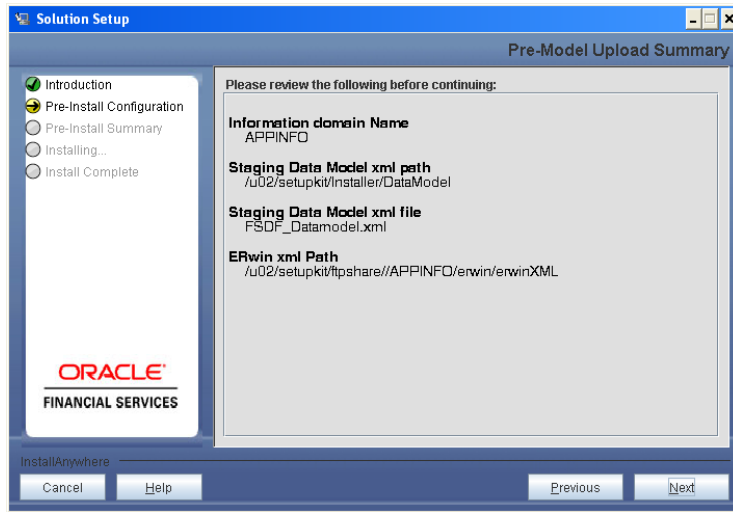 Solution Setup
Pre-Model Upload Summary
Introduction
Pre-Install Configuration
Pre-Install Summary
Installing...
Install Complete
ORACLE
FINANCIAL SERVICES
Please review the following before continuing:
Information domain Name
APPINFO
Staging Data Model xml path
/u02/setupkit/Installer/DataModel
Staging Data Model xml file
FSDF_Datamodel.xml
ERwin xml Path
/u02/setupkit/ftpshare//APPINFO/erwin/erwinXML
InstallAnywhere
Cancel
Help
Previous
Next